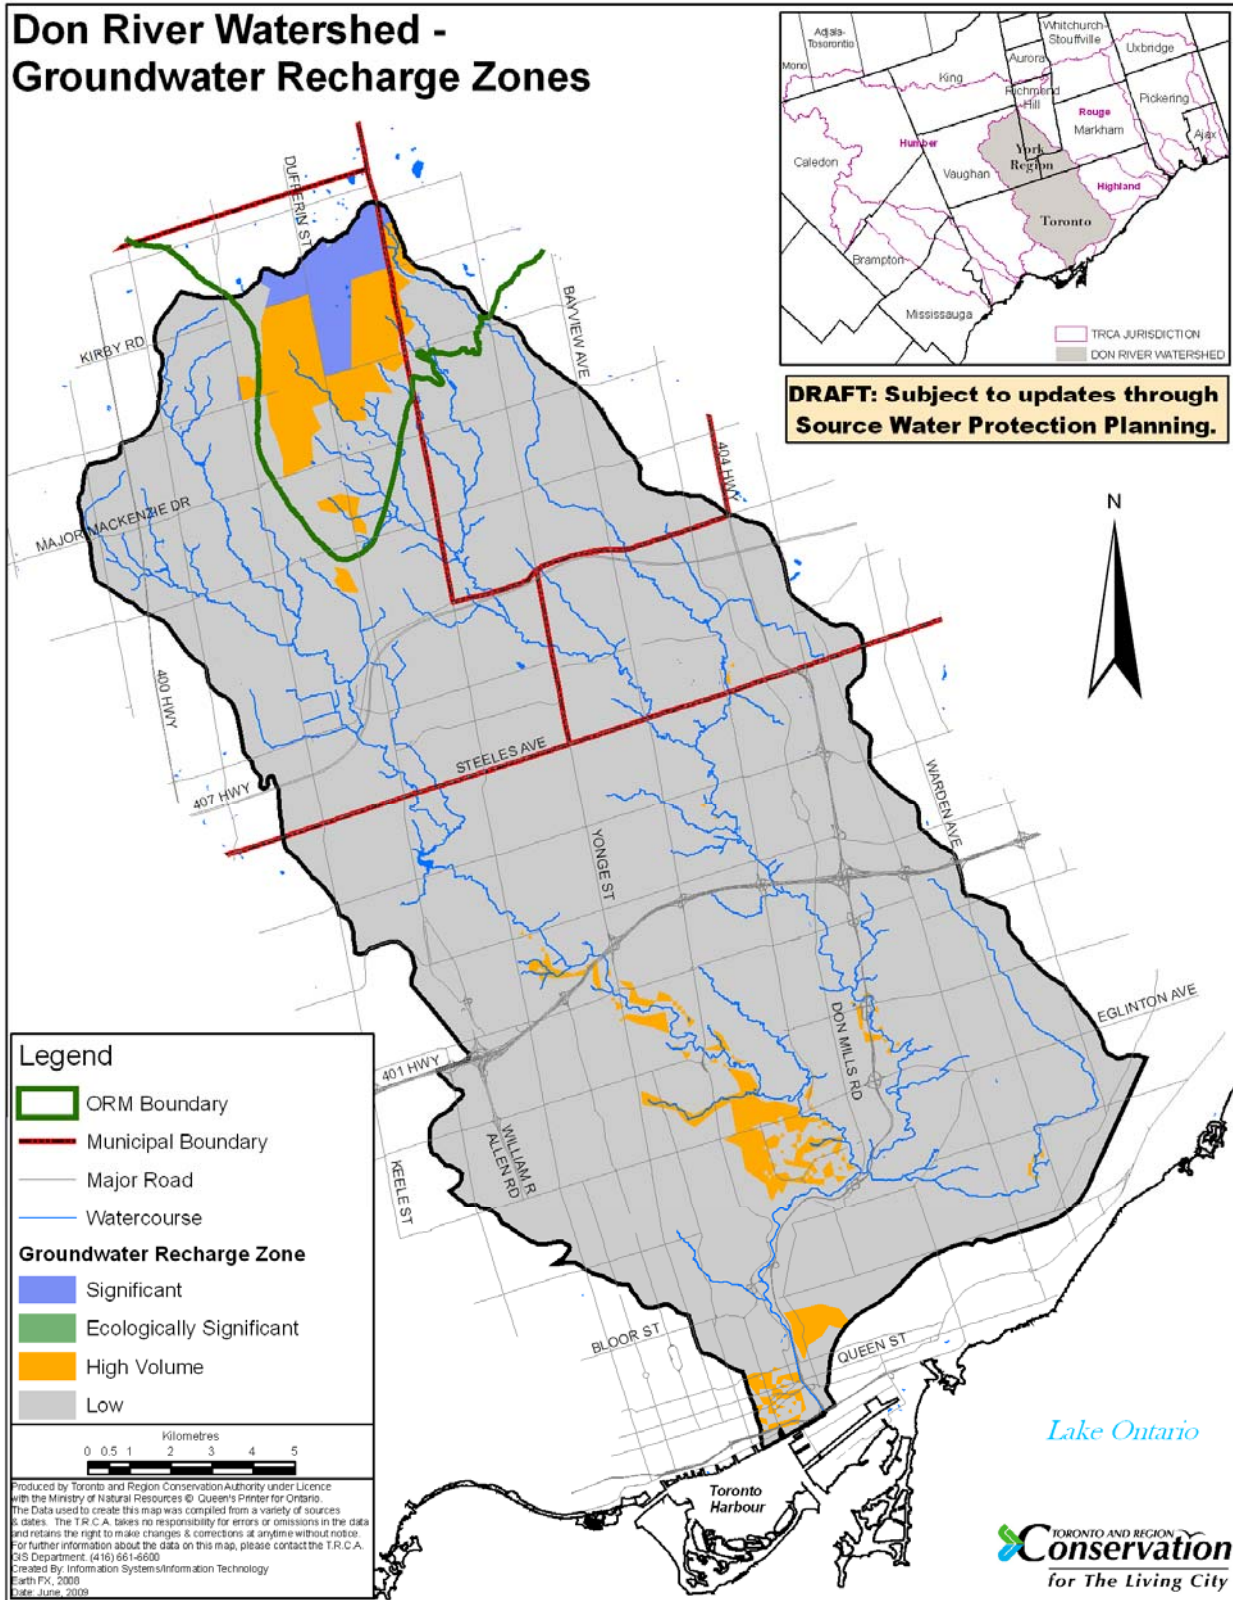 Don River Watershed -
Groundwater Recharge Zones
DUFFERIN ST
KIRBY RD
BAYVIEW AVE
MAJOR MACKENZIE DR
404 HWY
400 HWY
407 HWY
STEELES AVE
YONGE ST
WARDEN AVE
DON MILLS RD
EGLINTON AVE
401 HWY
WILLIAM R
ALLEN RD
KEELE ST
BLOOR ST
QUEEN ST
Toronto
Harbour
Lake Ontario
Adjala-
Tosorontio
Mono
Whitchurch-
Stouffville
Uxbridge
Aurora
King
Richmond
Hill
Pickering
Rouge
Markham
Ajax
Humber
York
Region
Caledon
Vaughan
Highland
Toronto
Brampton
Mississauga
TRCA JURISDICTION
DON RIVER WATERSHED
DRAFT: Subject to updates through
Source Water Protection Planning.
N
Legend
ORM Boundary
Municipal Boundary
Major Road
Watercourse
Groundwater Recharge Zone
Significant
Ecologically Significant
High Volume
Low
Kilometres
0 0.5 1 2 3 4 5
Produced by Toronto and Region Conservation Authority under Licence
with the Ministry of Natural Resources © Queen's Printer for Ontario.
The Data used to create this map was compiled from a variety of sources
& dates. The T.R.C.A. takes no responsibility for errors or omissions in the data
and retains the right to make changes & corrections at anytime without notice.
For further information about the data on this map, please contact the T.R.C.A.
GIS Department. (416) 661-6600
Created By: Information Systems/Information Technology
Earth FX, 2008
Date: June, 2009
TORONTO AND REGION
Conservation
for The Living City